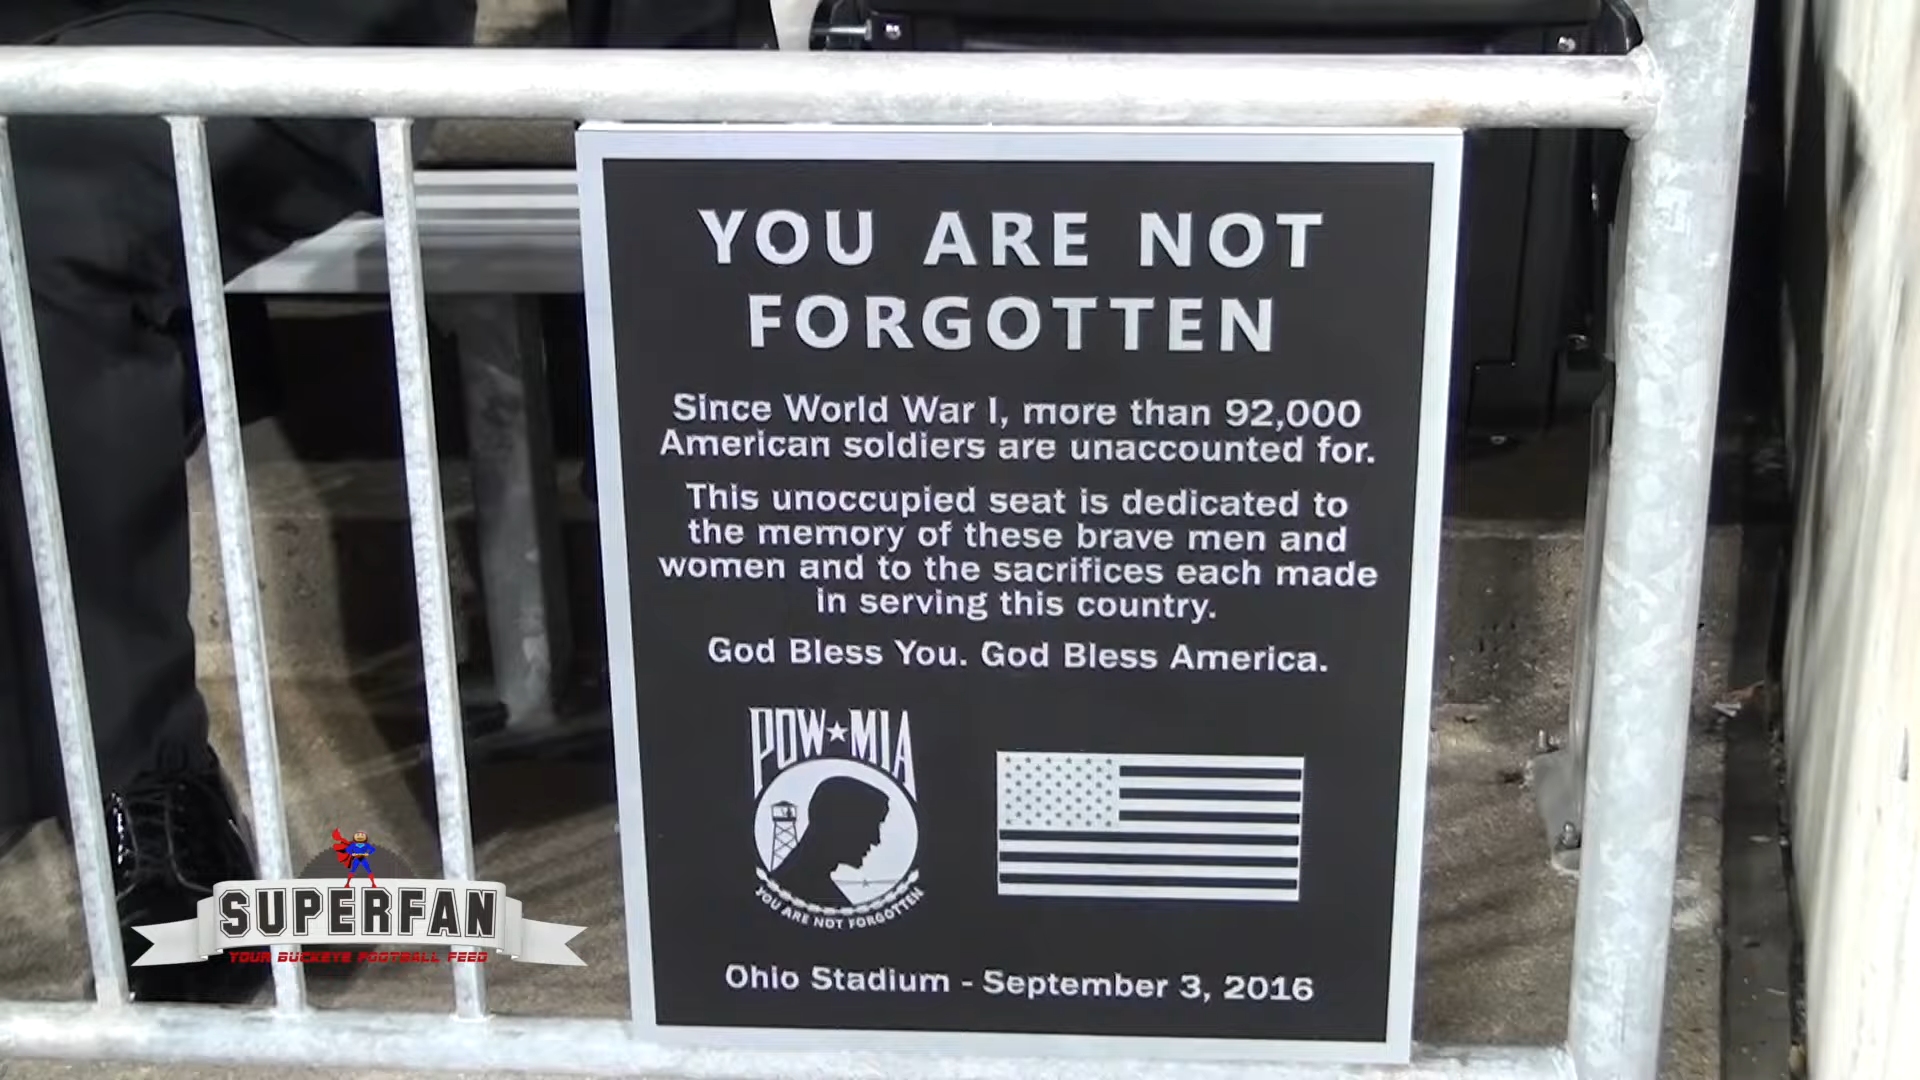 YOU ARE NOT
FORGOTTEN
Since World War I, more than 92,000
American soldiers are unaccounted for.
This unoccupied seat is dedicated to
the memory of these brave men and
women and to the sacrifices each made
in serving this country.
God Bless You. God Bless America.
POW★MIA
YOU ARE NOT FORGOTTEN
Ohio Stadium - September 3, 2016
SUPERFAN
YOUR BUCKEYE FOOTBALL FEED